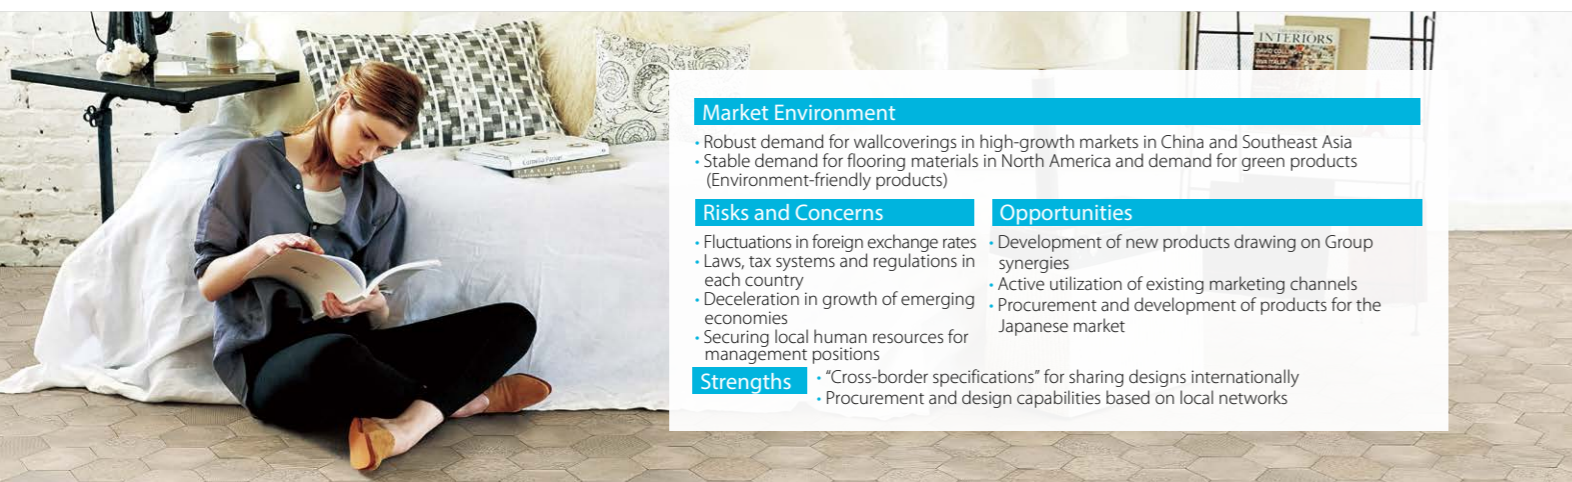 INTERIORS
Market Environment
• Robust demand for wallcoverings in high-growth markets in China and Southeast Asia
• Stable demand for flooring materials in North America and demand for green products
(Environment-friendly products)
Risks and Concerns
• Fluctuations in foreign exchange rates
• Laws, tax systems and regulations in
each country
• Deceleration in growth of emerging
economies
• Securing local human resources for
management positions
Opportunities
• Development of new products drawing on Group
synergies
• Active utilization of existing marketing channels
• Procurement and development of products for the
Japanese market
Strengths
• “Cross-border specifications” for sharing designs internationally
• Procurement and design capabilities based on local networks